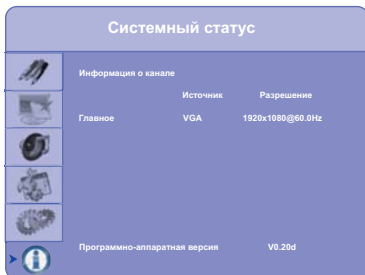 Системный статус
Информация о канале
Источник Разрешение
Главное VGA 1920x1080@60.0Hz
Программно-аппаратная версия V0.20d